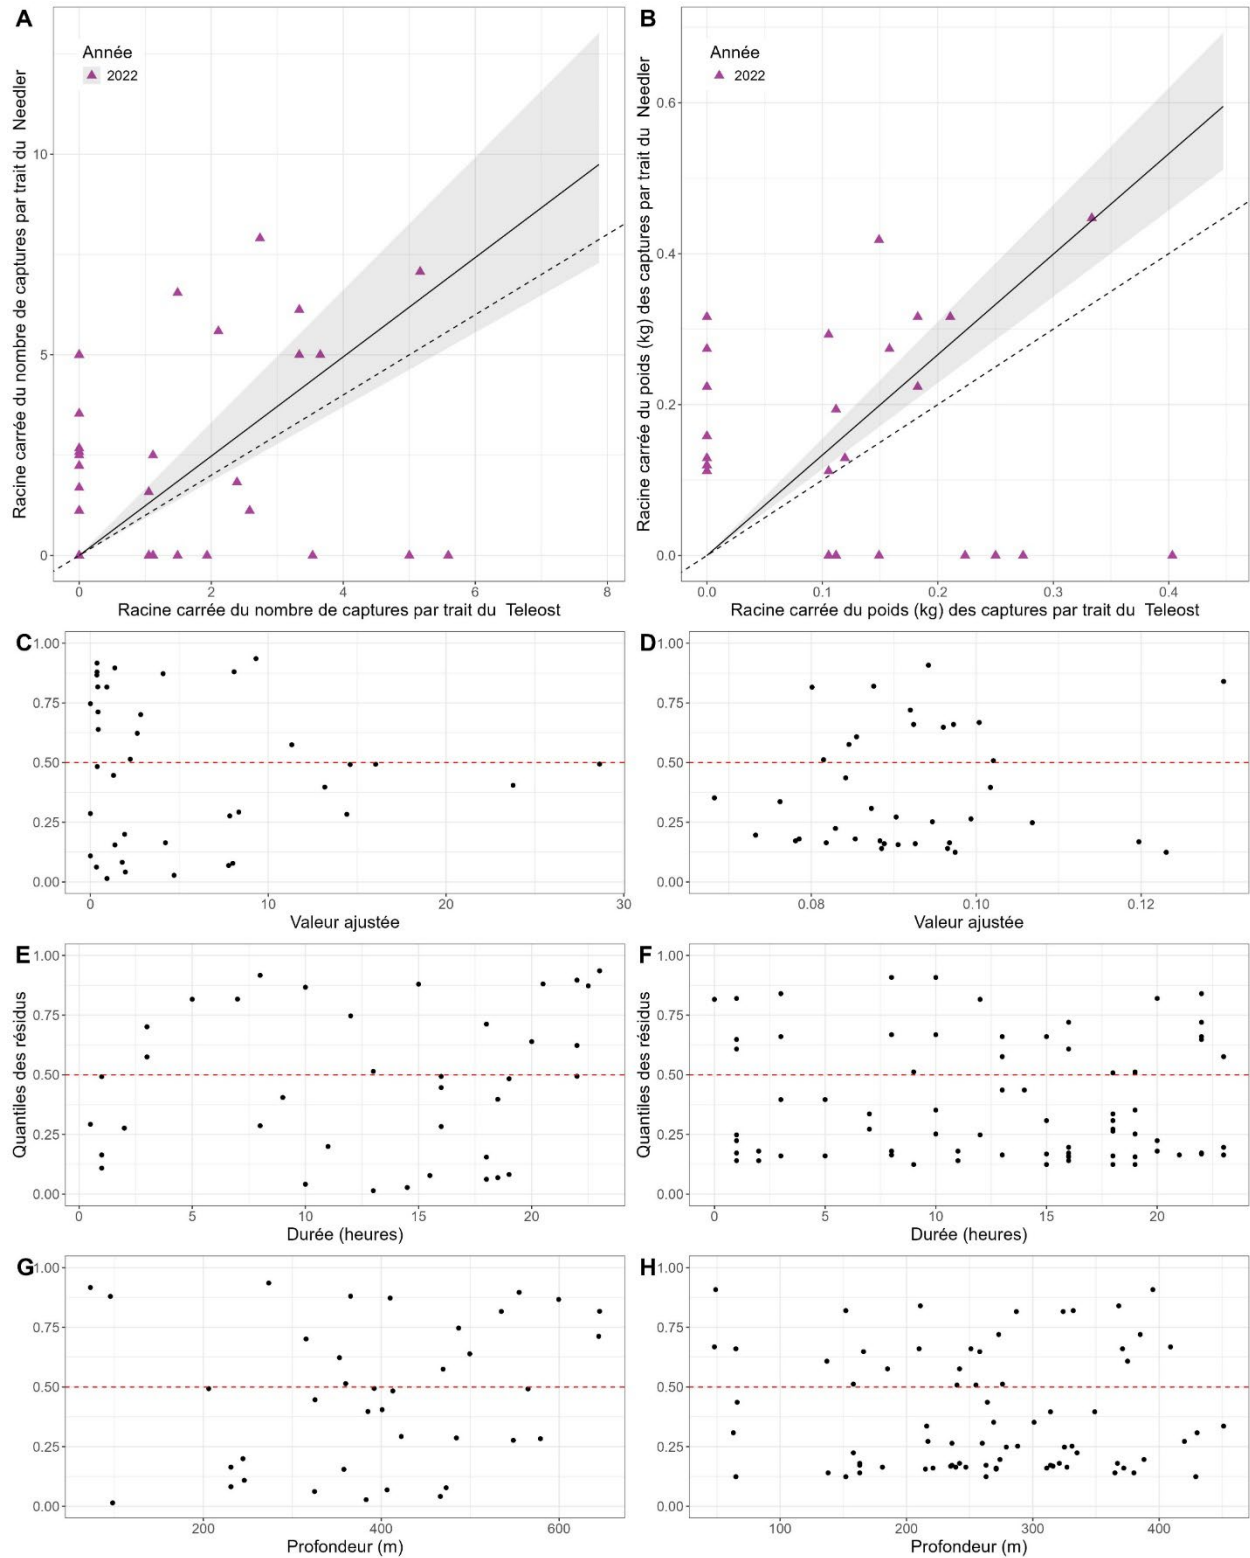 A
B
Année
2022
Année
2022
Racine carrée du nombre de captures par trait du Needler
10
5
0
0 2 4 6 8
Racine carrée du nombre de captures par trait du Teleost
Racine carrée du poids (kg) des captures par trait du Needler
0.6
0.4
0.2
0.0
0.0 0.1 0.2 0.3 0.4
Racine carrée du poids (kg) des captures par trait du Teleost
C
1.00
0.75
0.50
0.25
0.00
0 10 20 30
Valeur ajustée
D
1.00
0.75
0.50
0.25
0.00
0.08 0.10 0.12
Valeur ajustée
Quantiles des résidus
E
1.00
0.75
0.50
0.25
0.00
0 5 10 15 20
Durée (heures)
Quantiles des résidus
F
1.00
0.75
0.50
0.25
0.00
0 5 10 15 20
Durée (heures)
G
1.00
0.75
0.50
0.25
0.00
200 400 600
Profondeur (m)
H
1.00
0.75
0.50
0.25
0.00
100 200 300 400
Profondeur (m)